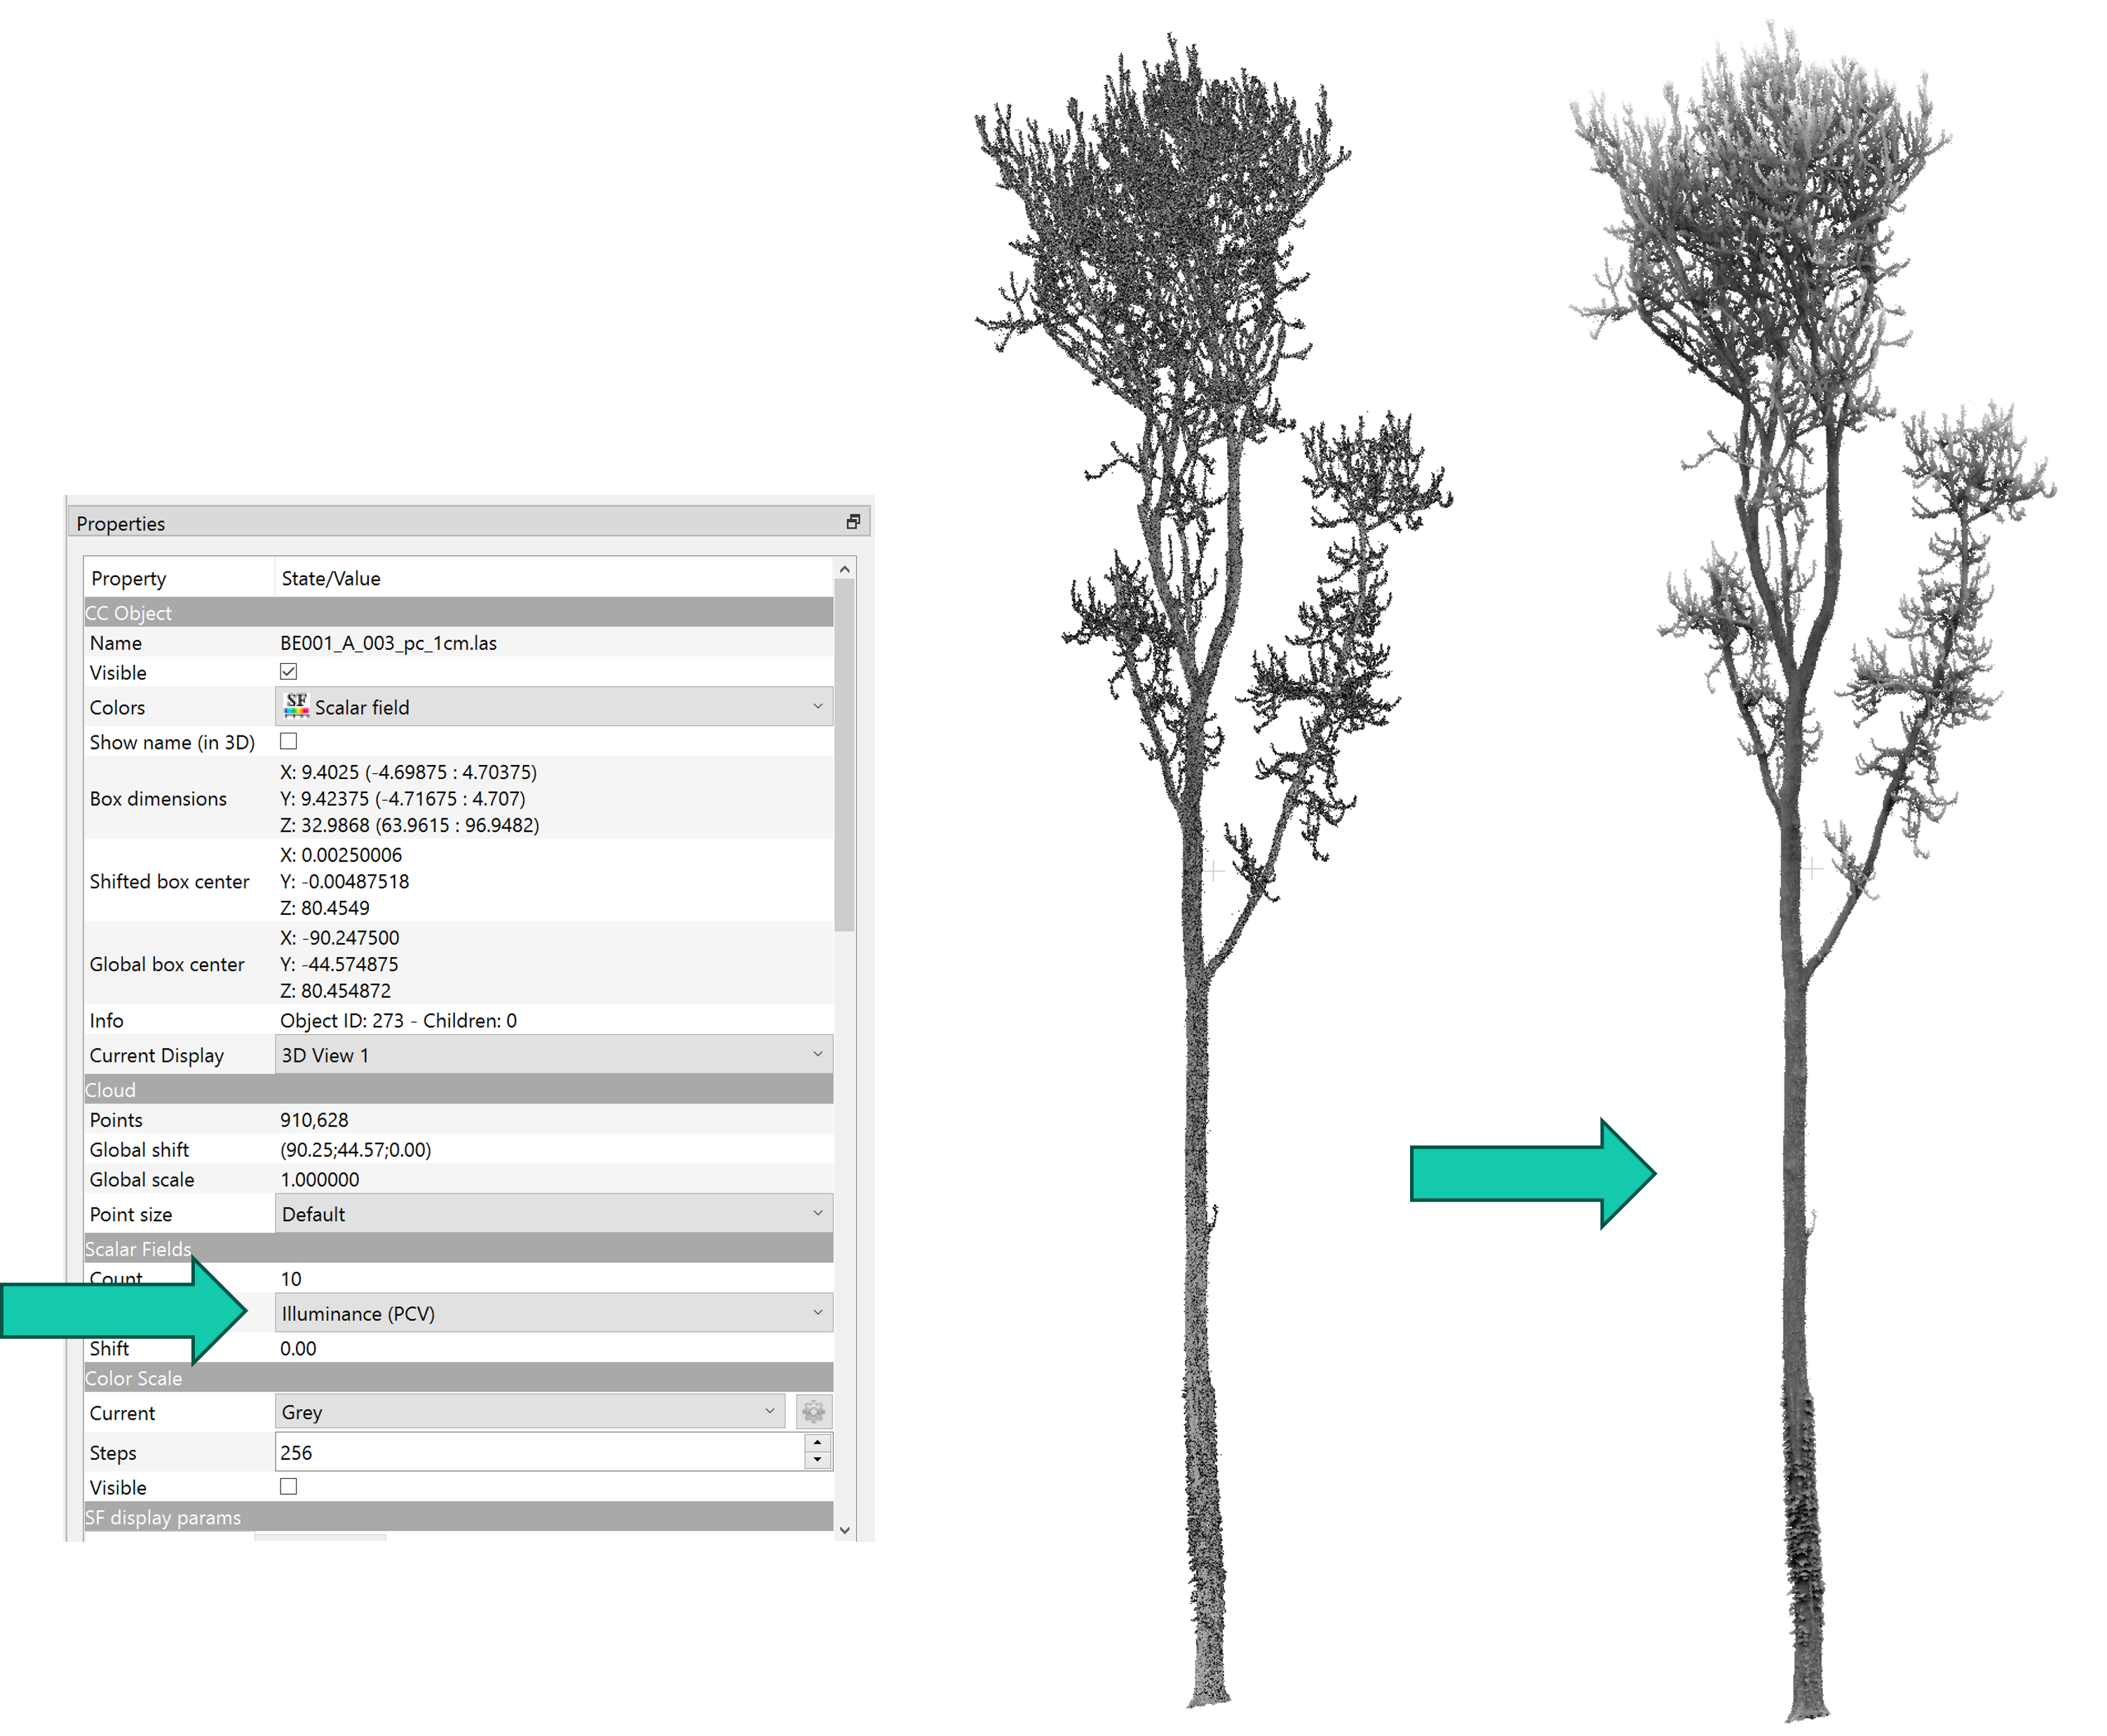 Properties
Property State/Value
CC Object
Name BE001_A_003_pc_1cm.las
Visible
Colors SF Scalar field
Show name (in 3D)
X: 9.4025 (-4.69875 : 4.70375)
Box dimensions Y: 9.42375 (-4.71675 : 4.707)
Z: 32.9868 (63.9615 : 96.9482)
X: 0.00250006
Shifted box center Y: -0.00487518
Z: 80.4549
X: -90.247500
Global box center Y: -44.574875
Z: 80.454872
Info Object ID: 273 - Children: 0
Current Display 3D View 1
Cloud
Points 910,628
Global shift (90.25;44.57;0.00)
Global scale 1.000000
Point size Default
Scalar Fields
Count 10
Illuminance (PCV)
Shift 0.00
Color Scale
Current Grey
Steps 256
Visible
SF display params